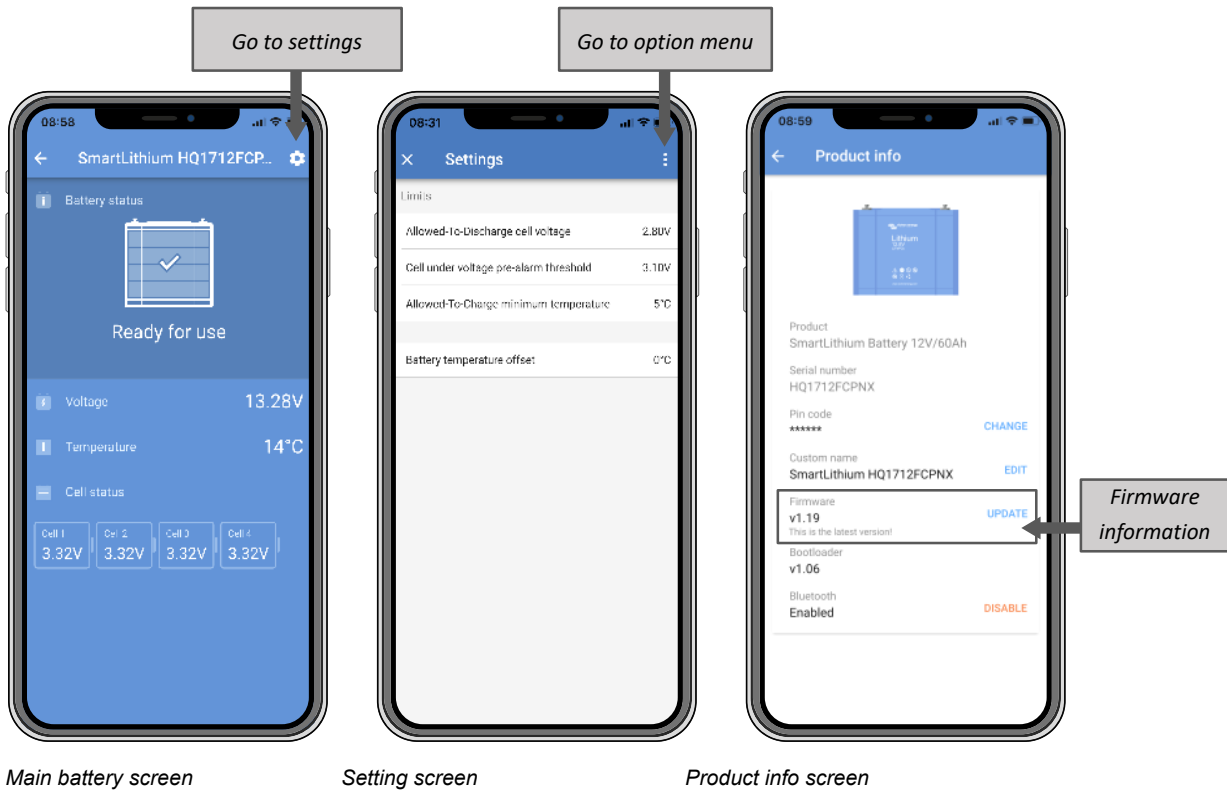 Go to settings
Go to option menu
08:58
SmartLithium HQ1712FCP...
Battery status
Ready for use
Voltage 13.28V
Temperature 14°C
Cell status
Cell 1 Cell 2 Cell 3 Cell 4
3.32V 3.32V 3.32V 3.32V
08:31
Settings
Limits
Allowed-To-Discharge cell voltage 2.80V
Cell under voltage pre-alarm threshold 3.10V
Allowed-To-Charge minimum temperature 5°C
Battery temperature offset 0°C
08:59
Product info
Lithium
Product
SmartLithium Battery 12V/60Ah
Serial number
HQ1712FCPNX
Pin code
****** CHANGE
Custom name
SmartLithium HQ1712FCPNX EDIT
Firmware
v1.19 UPDATE
This is the latest version!
Bootloader
v1.06
Bluetooth
Enabled DISABLE
Firmware
information
Main battery screen
Setting screen
Product info screen